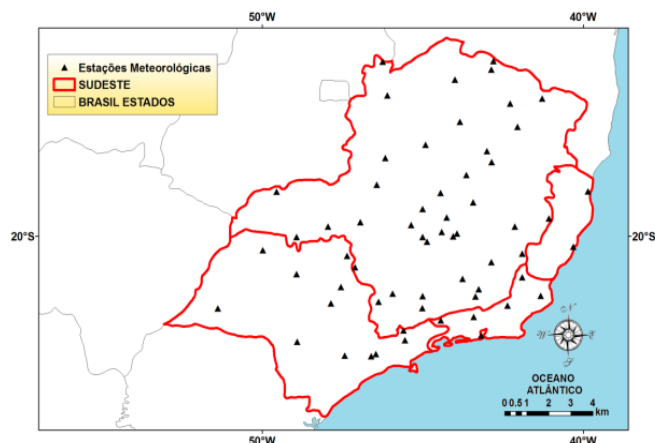 50°W
40°W
Estações Meteorológicas
SUDESTE
BRASIL ESTADOS
20°S
20°S
N
W
E
S
OCEANO
ATLÂNTICO
0 0.5 1 2 3 4
km
50°W
40°W